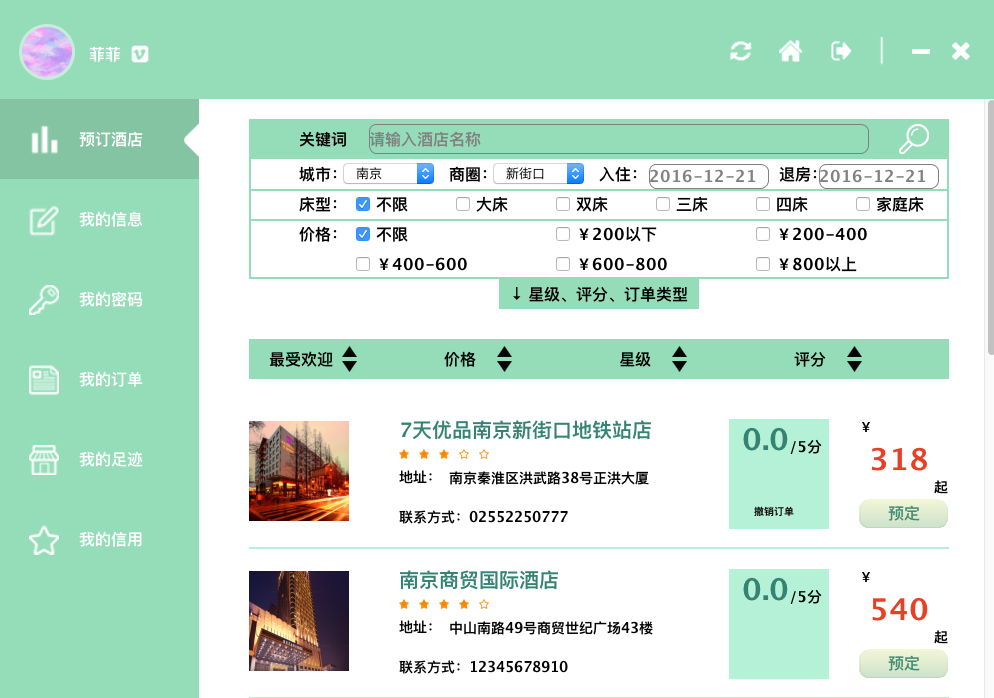 菲菲
预订酒店
我的信息
我的密码
我的订单
我的足迹
我的信用
关键词 请输入酒店名称
城市: 南京 商圈: 新街口 入住: 2016-12-21 退房: 2016-12-21
床型: 不限 大床 双床 三床 四床 家庭床
价格: 不限 ¥200以下 ¥200-400
¥400-600 ¥600-800 ¥800以上
↓ 星级、评分、订单类型
最受欢迎 价格 星级 评分
7天优品南京新街口地铁站店
地址: 南京秦淮区洪武路38号正洪大厦
联系方式: 02552250777
0.0/5分
撤销订单
¥
318
起
预定
南京商贸国际酒店
地址: 中山南路49号商贸世纪广场43楼
联系方式: 12345678910
0.0/5分
¥
540
起
预定